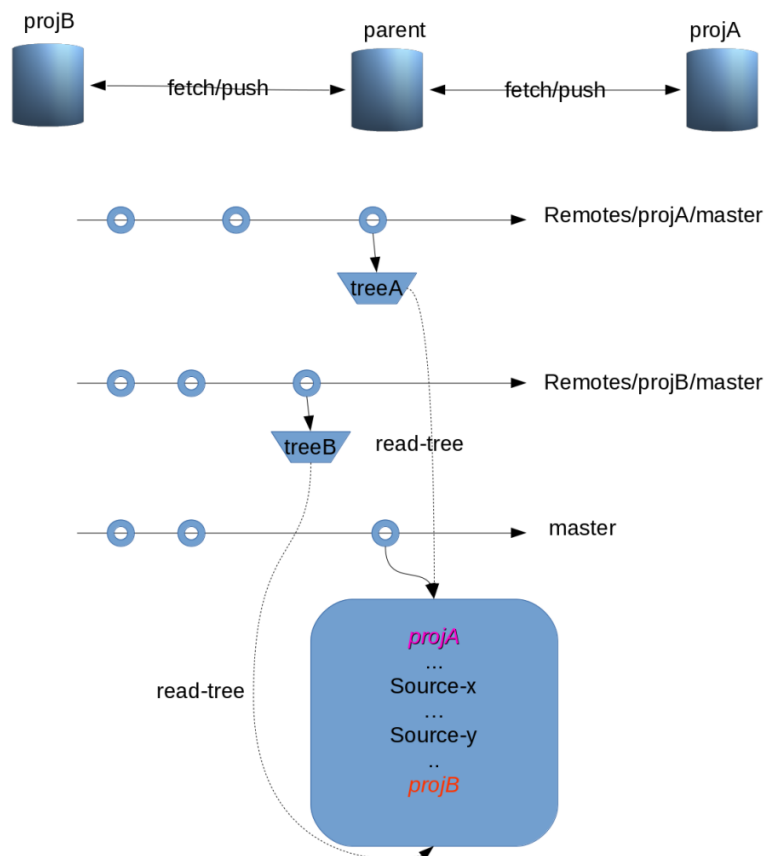 projB
parent
projA
fetch/push
fetch/push
Remotes/projA/master
treeA
Remotes/projB/master
treeB
read-tree
master
projA
...
Source-x
...
Source-y
..
projB
read-tree